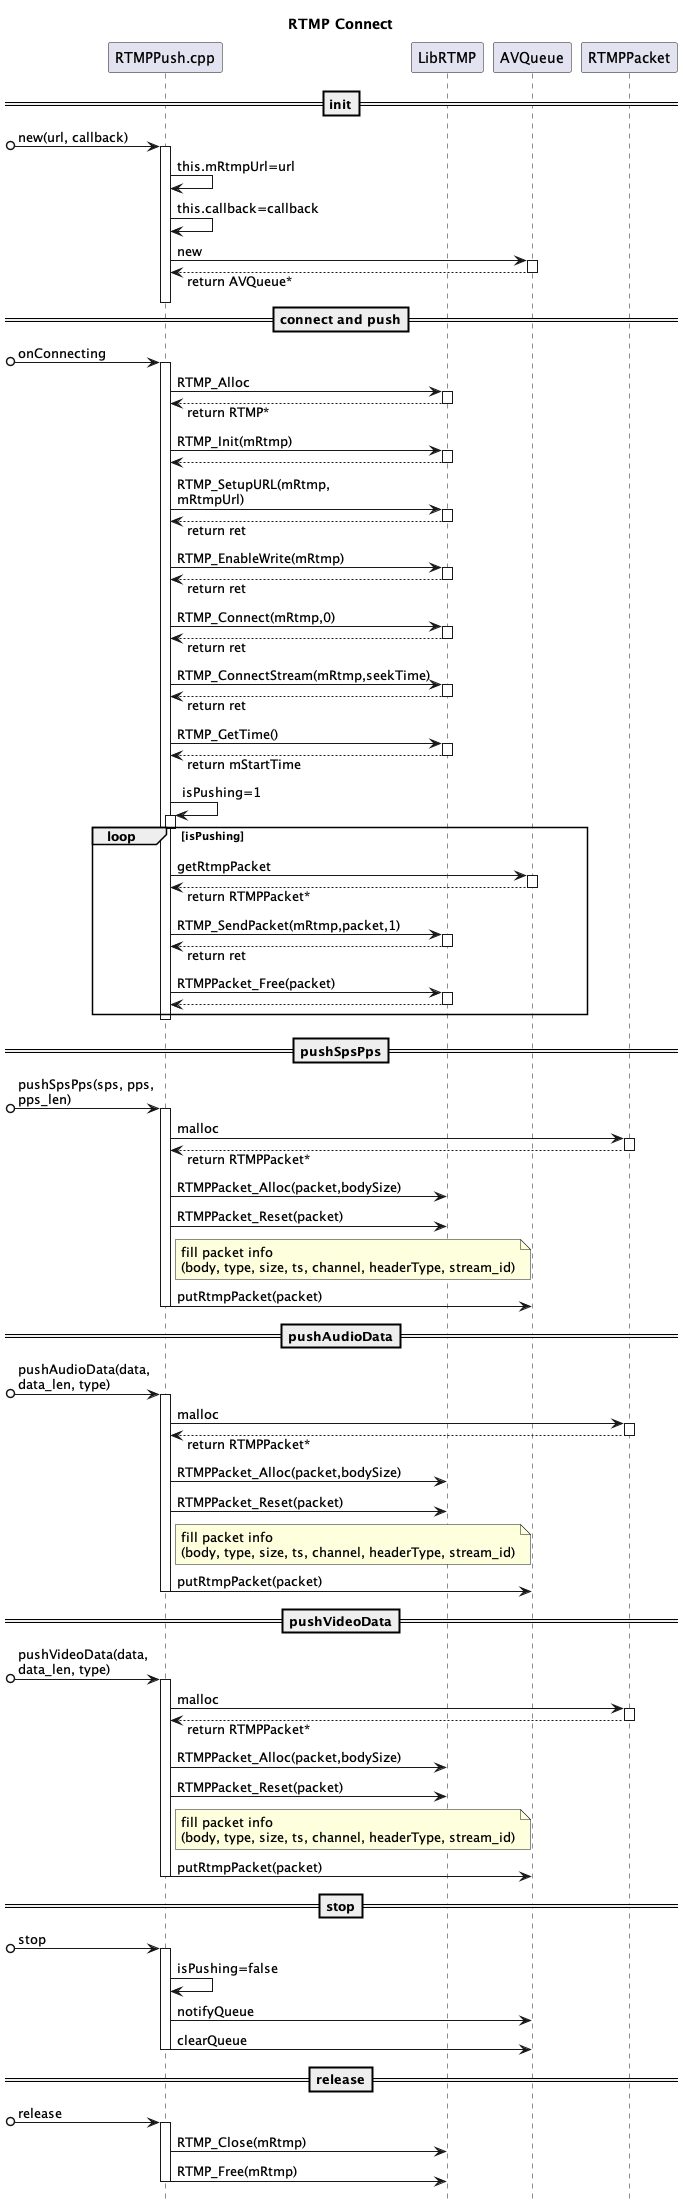 RTMP Connect
RTMPPush.cpp
LibRTMP
AVQueue
RTMPPacket
init
new(url, callback)
this.mRtmpUrl=url
this.callback=callback
new
return AVQueue*
connect and push
onConnecting
RTMP_Alloc
return RTMP*
RTMP_Init(mRtmp)
RTMP_SetupURL(mRtmp,
mRtmpUrl)
return ret
RTMP_EnableWrite(mRtmp)
return ret
RTMP_Connect(mRtmp,0)
return ret
RTMP_ConnectStream(mRtmp,seekTime)
return ret
RTMP_GetTime()
return mStartTime
isPushing=1
loop
[isPushing]
getRtmpPacket
return RTMPPacket*
RTMP_SendPacket(mRtmp,packet,1)
return ret
RTMPPacket_Free(packet)
pushSpsPps
pushSpsPps(sps, pps,
pps_len)
malloc
return RTMPPacket*
RTMPPacket_Alloc(packet,bodySize)
RTMPPacket_Reset(packet)
fill packet info
(body, type, size, ts, channel, headerType, stream_id)
putRtmpPacket(packet)
pushAudioData
pushAudioData(data,
data_len, type)
malloc
return RTMPPacket*
RTMPPacket_Alloc(packet,bodySize)
RTMPPacket_Reset(packet)
fill packet info
(body, type, size, ts, channel, headerType, stream_id)
putRtmpPacket(packet)
pushVideoData
pushVideoData(data,
data_len, type)
malloc
return RTMPPacket*
RTMPPacket_Alloc(packet,bodySize)
RTMPPacket_Reset(packet)
fill packet info
(body, type, size, ts, channel, headerType, stream_id)
putRtmpPacket(packet)
stop
stop
isPushing=false
notifyQueue
clearQueue
release
release
RTMP_Close(mRtmp)
RTMP_Free(mRtmp)